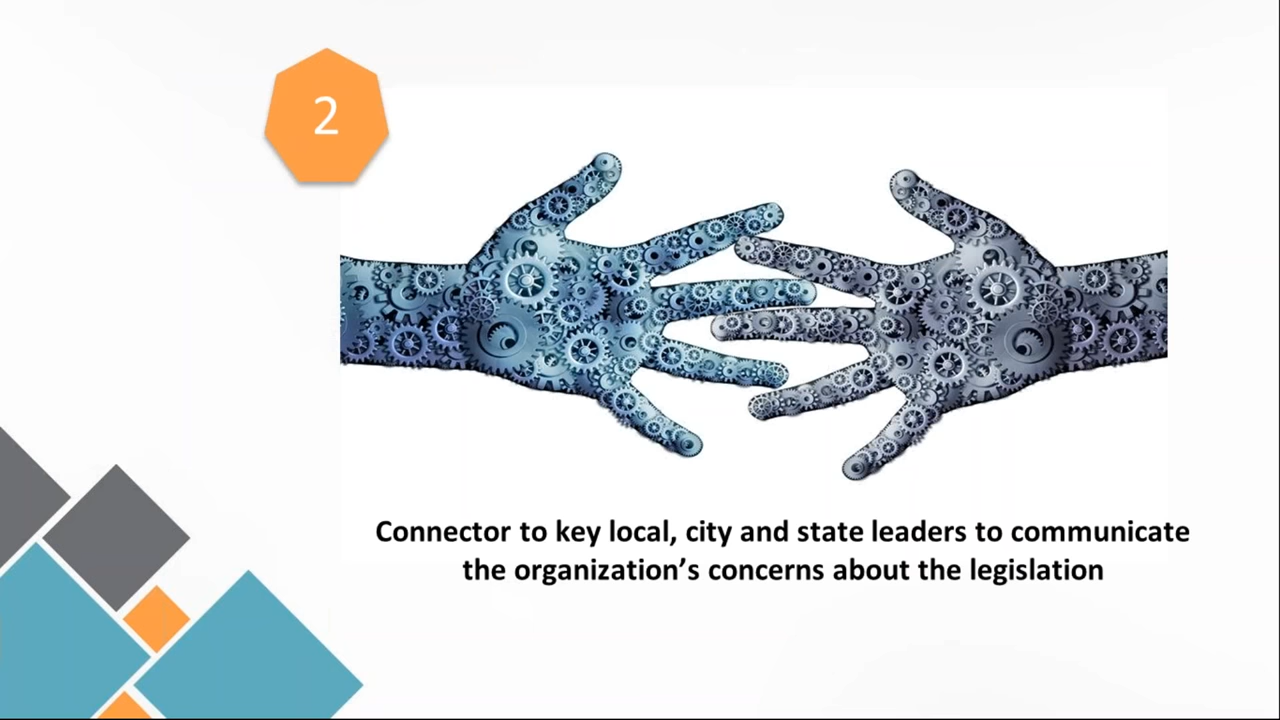 2
Connector to key local, city and state leaders to communicate
the organization’s concerns about the legislation